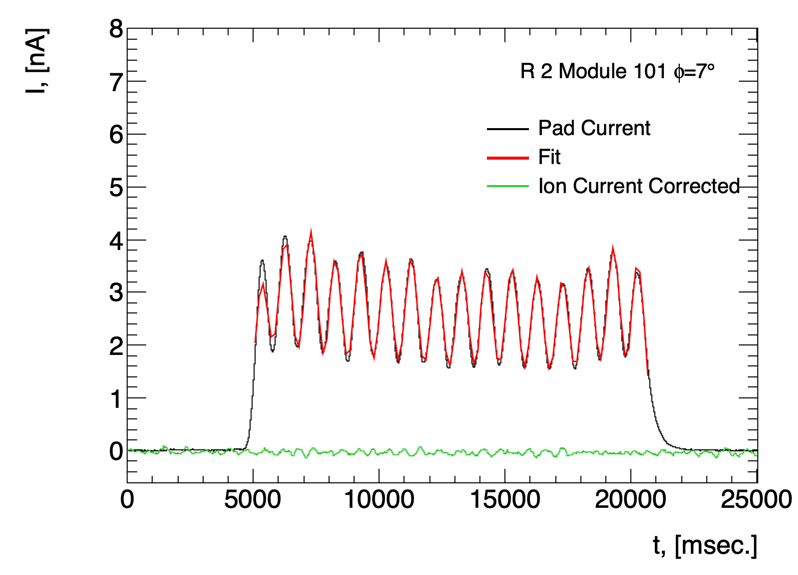 I, [nA]
8
7
6
5
4
3
2
1
0
R 2 Module 101 ϕ=7°
Pad Current
Fit
Ion Current Corrected
0 5000 10000 15000 20000 25000
t, [msec.]